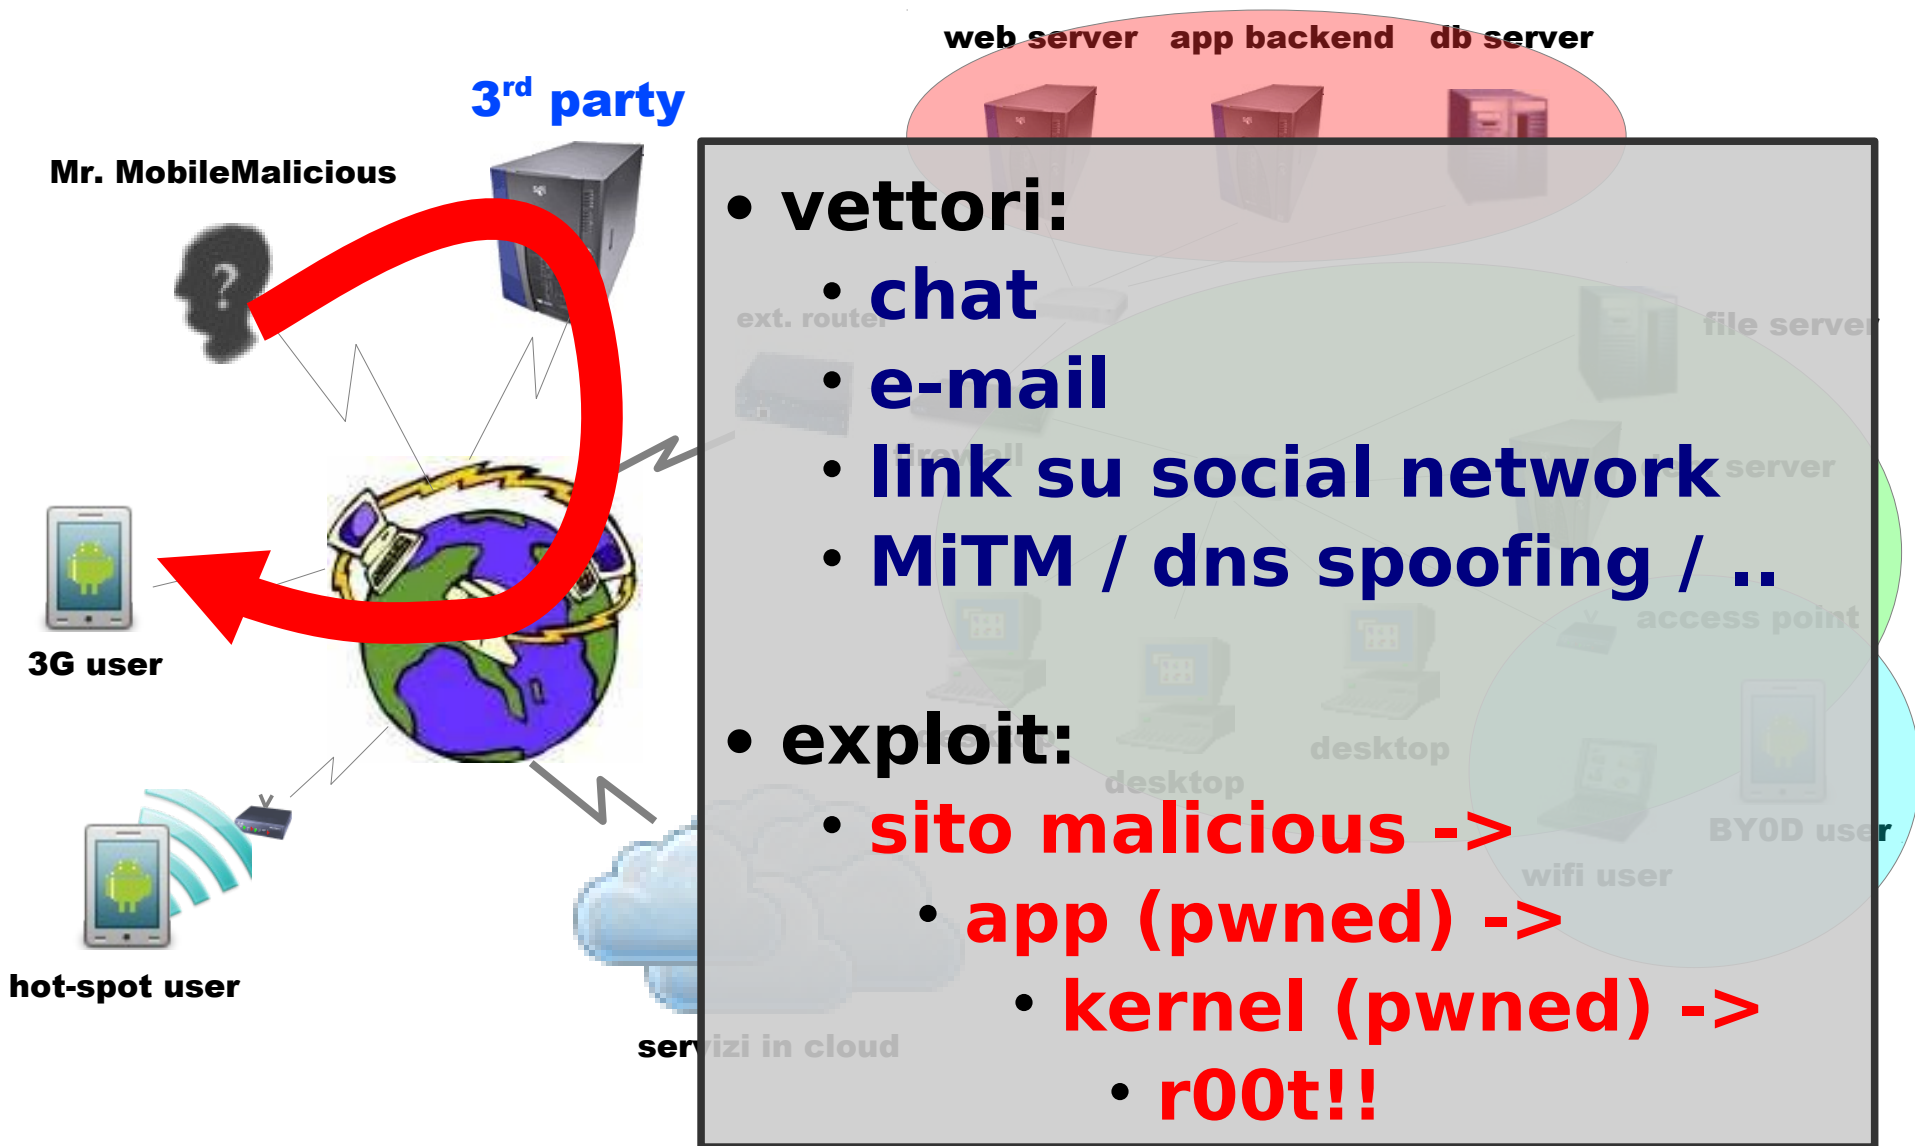 web server app backend db server
3rd party
Mr. MobileMalicious
• vettori:
• chat
ext. router
file server
• e-mail
firewall
• link su social network
server
• MiTM / dns spoofing / ..
access point
3G user
• exploit:
desktop
desktop
desktop
• sito malicious ->
BY0D user
wifi user
• app (pwned) ->
hot-spot user
• kernel (pwned) ->
servizi in cloud
• r00t!!